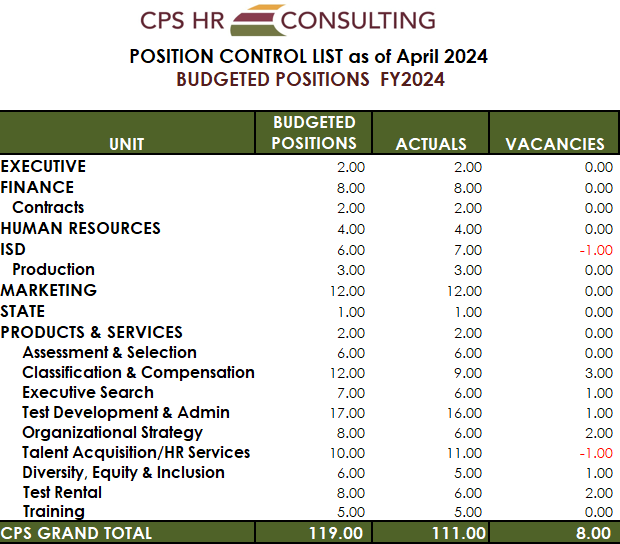 CPS HR CONSULTING
POSITION CONTROL LIST as of April 2024
BUDGETED POSITIONS FY2024
UNIT BUDGETED POSITIONS ACTUALS VACANCIES
EXECUTIVE 2.00 2.00 0.00
FINANCE 8.00 8.00 0.00
Contracts 2.00 2.00 0.00
HUMAN RESOURCES 4.00 4.00 0.00
ISD 6.00 7.00 -1.00
Production 3.00 3.00 0.00
MARKETING 12.00 12.00 0.00
STATE 1.00 1.00 0.00
PRODUCTS & SERVICES 2.00 2.00 0.00
Assessment & Selection 6.00 6.00 0.00
Classification & Compensation 12.00 9.00 3.00
Executive Search 7.00 6.00 1.00
Test Development & Admin 17.00 16.00 1.00
Organizational Strategy 8.00 6.00 2.00
Talent Acquisition/HR Services 10.00 11.00 -1.00
Diversity, Equity & Inclusion 6.00 5.00 1.00
Test Rental 8.00 6.00 2.00
Training 5.00 5.00 0.00
CPS GRAND TOTAL 119.00 111.00 8.00